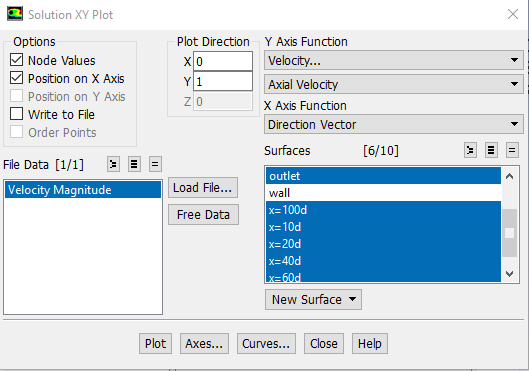 Solution XY Plot
Options
Node Values
Position on X Axis
Position on Y Axis
Write to File
Order Points
Plot Direction
X 0
Y 1
Z 0
Y Axis Function
Velocity...
Axial Velocity
X Axis Function
Direction Vector
File Data [1/1]
Velocity Magnitude
Load File...
Free Data
Surfaces [6/10]
outlet
wall
x=100d
x=10d
x=20d
x=40d
x=60d
New Surface
Plot Axes... Curves... Close Help